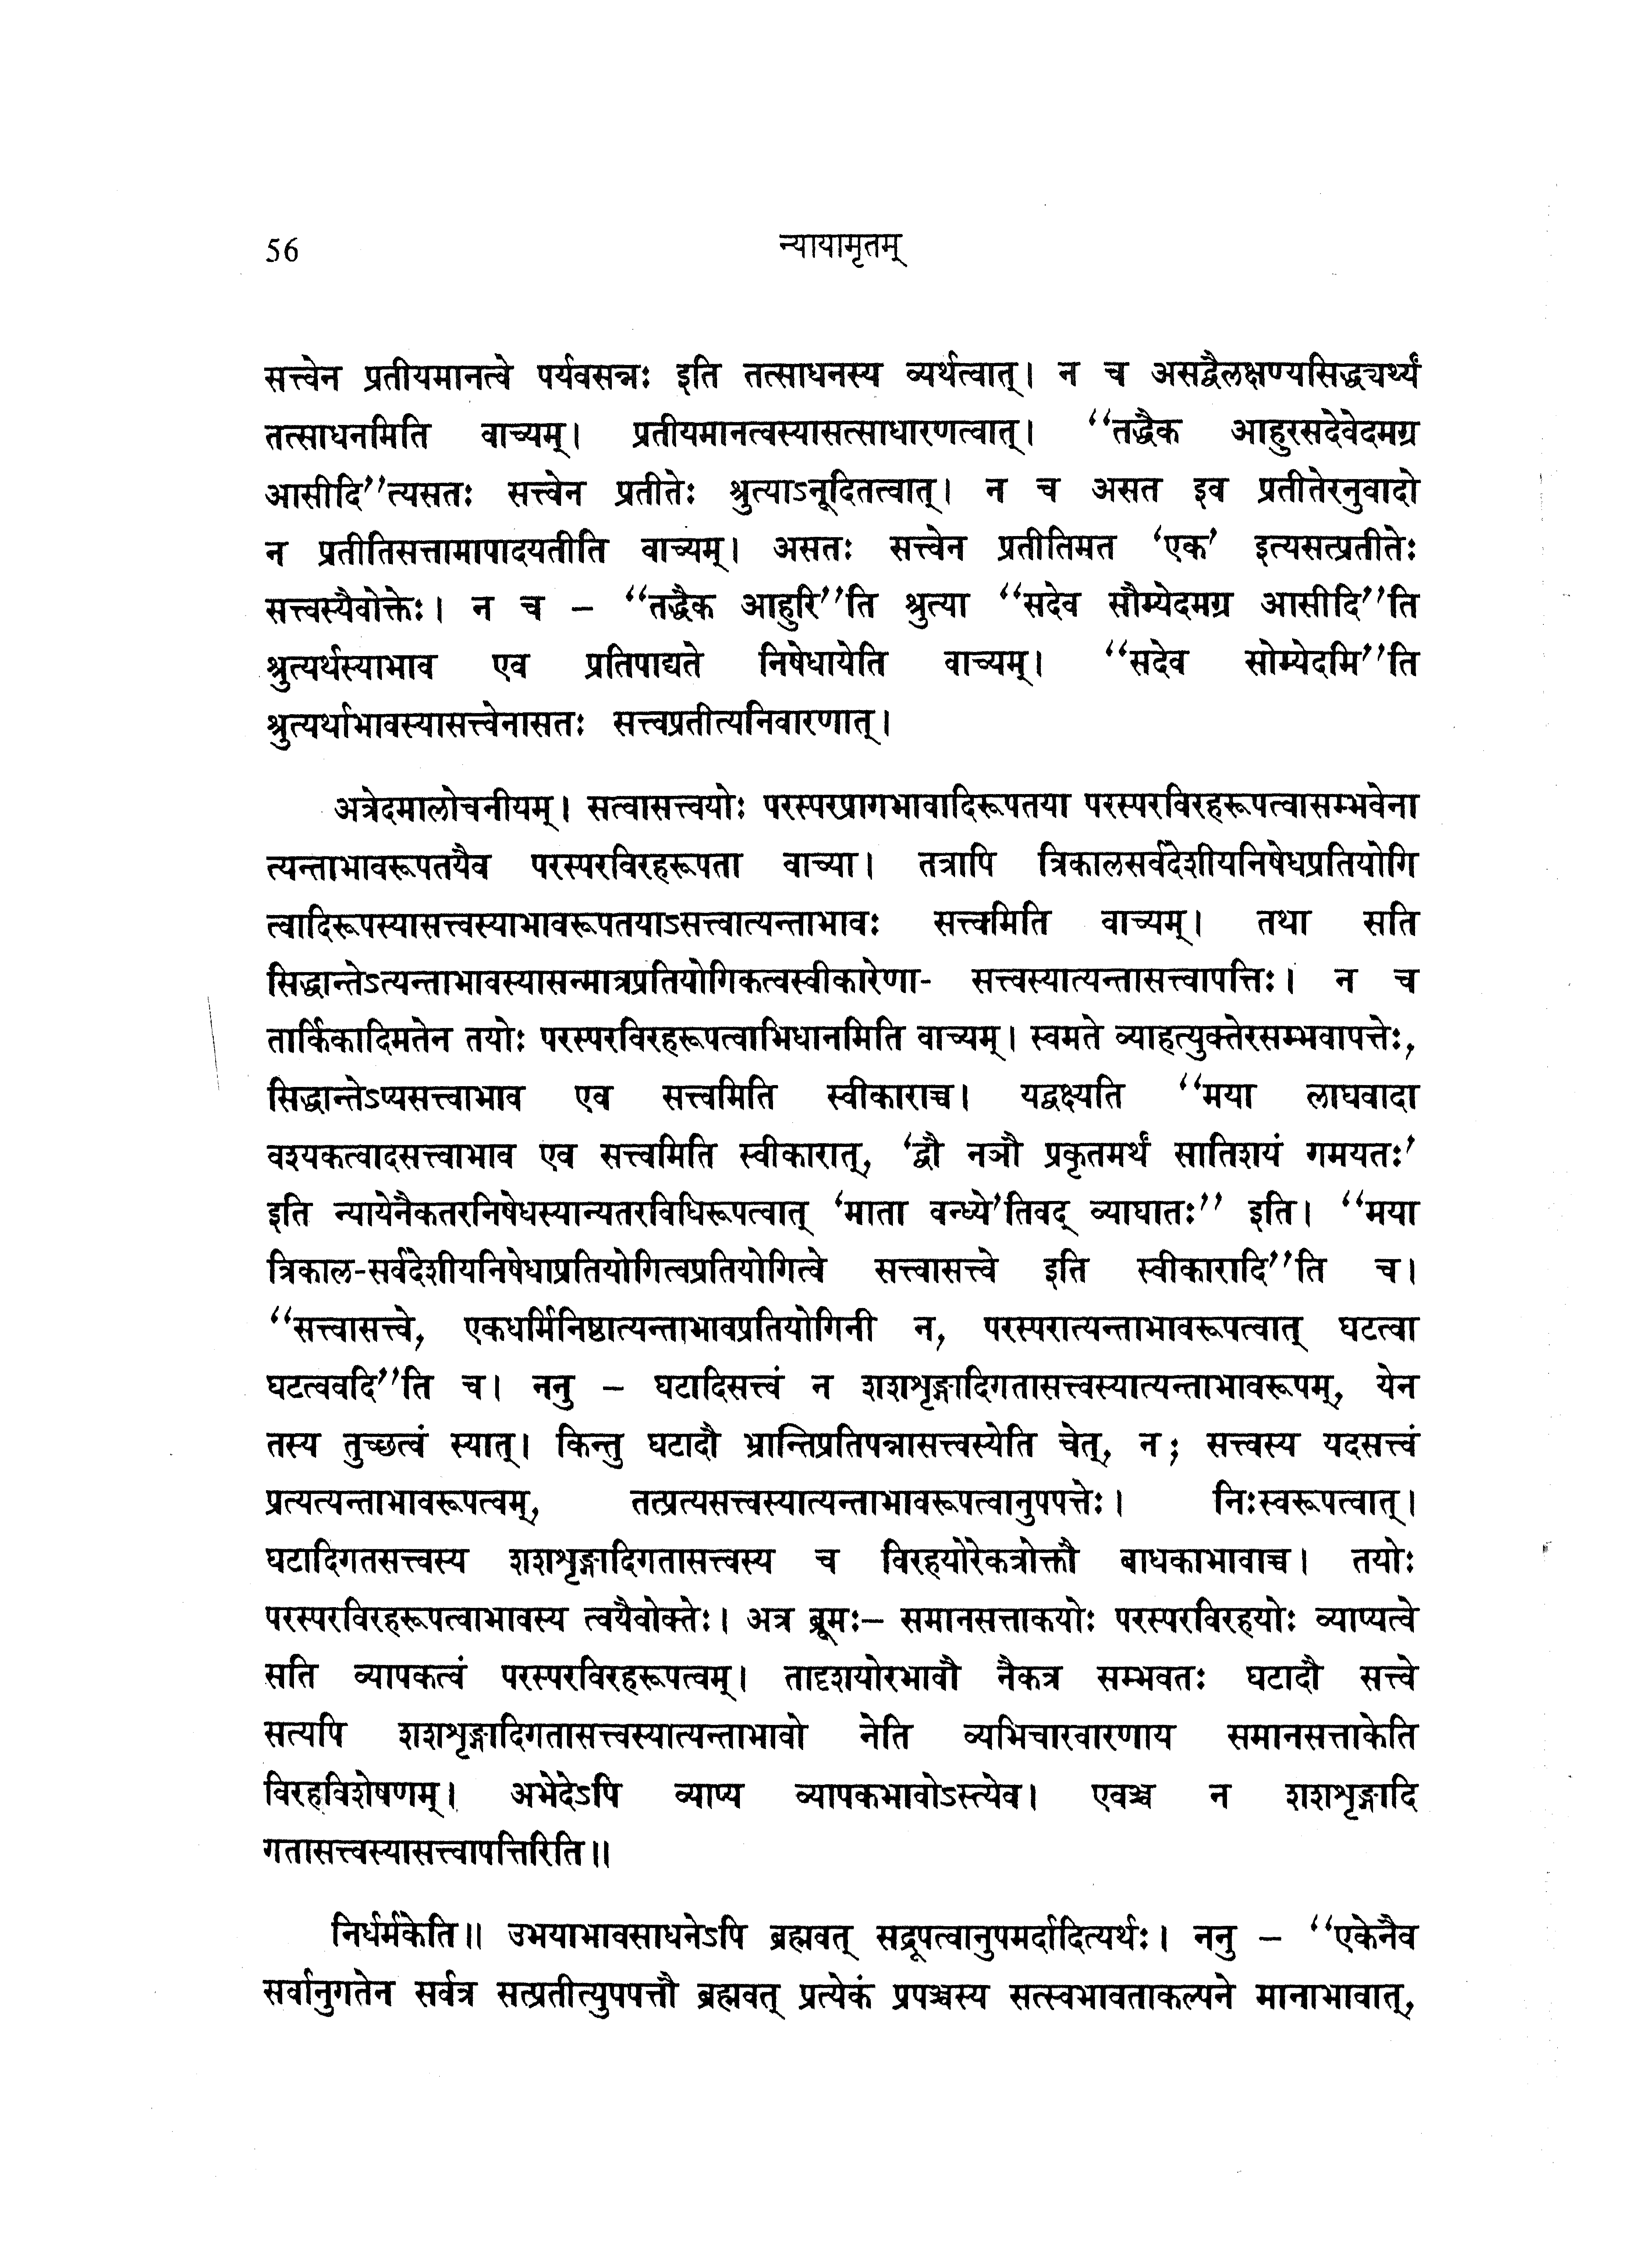 56
न्यायामृतम्
सत्त्वेन प्रतीयमानत्वे पर्यवसन्नः इति तत्साधनस्य व्यर्थत्वात्। न च असद्वैलक्षण्यसिद्ध्यर्थ्यं
तत्साधनमिति वाच्यम्। प्रतीयमानत्वस्यासत्साधारणत्वात्। “तद्धैक आहुरसदेवेदमग्र
आसीदि”त्यसतः सत्त्वेन प्रतीतेः श्रुत्याऽनूदितत्वात्। न च असत इव प्रतीतेरनुवादो
न प्रतीतिसत्तामापादयतीति वाच्यम्। असतः सत्त्वेन प्रतीतिमत ‘एक’ इत्यसत्प्रतीतेः
सत्त्वस्यैवोक्तेः। न च – “तद्धैक आहुरि”ति श्रुत्या “सदेव सौम्येदमग्र आसीदि”ति
श्रुत्यर्थस्याभाव एव प्रतिपाद्यते निषेधायेति वाच्यम्। “सदेव सोम्येदमि”ति
श्रुत्यर्थाभावस्यासत्त्वेनासतः सत्त्वप्रतीत्यनिवारणात्।
अत्रेदमालोचनीयम्। सत्वासत्त्वयोः परस्परप्रागभावादिरूपतया परस्परविरहरूपत्वासम्भवेना
त्यन्ताभावरूपतयैव परस्परविरहरूपता वाच्या। तत्रापि त्रिकालसर्वदेशीयनिषेधप्रतियोगि
त्वादिरूपस्यासत्त्वस्याभावरूपतयाऽसत्त्वात्यन्ताभावः सत्त्वमिति वाच्यम्। तथा सति
सिद्धान्तेऽत्यन्ताभावस्यासन्मात्रप्रतियोगिकत्वस्वीकारेणा- सत्त्वस्यात्यन्तासत्त्वापत्तिः। न च
तार्किकादिमतेन तयोः परस्परविरहरूपत्वाभिधानमिति वाच्यम्। स्वमते व्याहत्युक्तेरसम्भवापत्तेः,
सिद्धान्तेऽप्यसत्त्वाभाव एव सत्त्वमिति स्वीकाराच्च। यद्वक्ष्यति “मया लाघवादा
वश्यकत्वादसत्त्वाभाव एव सत्त्वमिति स्वीकारात्, ‘द्वौ नञौ प्रकृतमर्थं सातिशयं गमयतः’
इति न्यायेनैकतरनिषेधस्यान्यतरविधिरूपत्वात् ‘माता वन्ध्ये’तिवद् व्याघातः” इति। “मया
त्रिकाल-सर्वदेशीयनिषेधाप्रतियोगित्वप्रतियोगित्वे सत्त्वासत्त्वे इति स्वीकारादि”ति च।
“सत्त्वासत्त्वे, एकधर्मिनिष्ठात्यन्ताभावप्रतियोगिनी न, परस्परात्यन्ताभावरूपत्वात् घटत्वा
घटत्ववदि”ति च। ननु – घटादिसत्त्वं न शशशृङ्गादिगतासत्त्वस्यात्यन्ताभावरूपम्, येन
तस्य तुच्छत्वं स्यात्। किन्तु घटादौ भ्रान्तिप्रतिपन्नासत्त्वस्येति चेत्, न; सत्त्वस्य यदसत्त्वं
प्रत्यत्यन्ताभावरूपत्वम्, तत्प्रत्यसत्त्वस्यात्यन्ताभावरूपत्वानुपपत्तेः। निःस्वरूपत्वात्।
घटादिगतसत्त्वस्य शशशृङ्गादिगतासत्त्वस्य च विरहयोरेकत्रोक्तौ बाधकाभावाच्च। तयोः
परस्परविरहरूपत्वाभावस्य त्वयैवोक्तेः। अत्र ब्रूमः– समानसत्ताकयोः परस्परविरहयोः व्याप्यत्वे
सति व्यापकत्वं परस्परविरहरूपत्वम्। तादृशयोरभावौ नैकत्र सम्भवतः घटादौ सत्त्वे
सत्यपि शशशृङ्गादिगतासत्त्वस्यात्यन्ताभावो नेति व्यभिचारवारणाय समानसत्ताकेति
विरहविशेषणम्। अभेदेऽपि व्याप्य व्यापकभावोऽस्त्येव। एवञ्च न शशशृङ्गादि
गतासत्त्वस्यासत्त्वापत्तिरिति॥
निर्धर्मकेति॥ उभयाभावसाधनेऽपि ब्रह्मवत् सद्रूपत्वानुपमर्दादित्यर्थः। ननु – “एकेनैव
सर्वानुगतेन सर्वत्र सत्प्रतीत्युपपत्तौ ब्रह्मवत् प्रत्येकं प्रपञ्चस्य सत्स्वभावताकल्पने मानाभावात्,